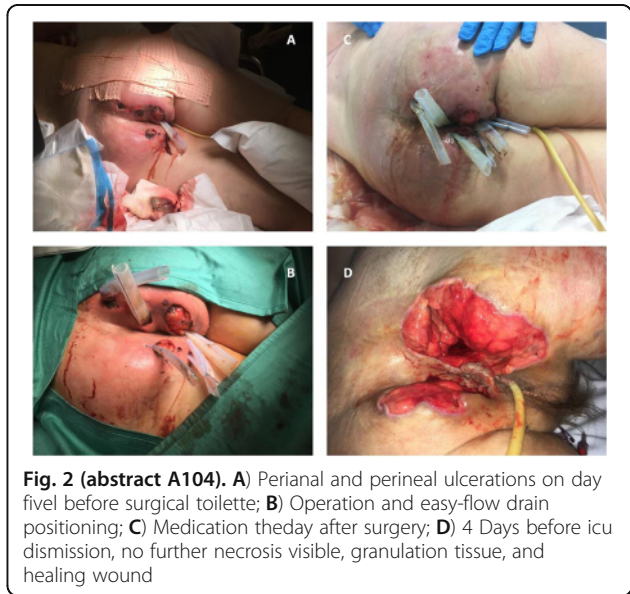 A
C
B
D
Fig. 2 (abstract A104). A) Perianal and perineal ulcerations on day
fivel before surgical toilette; B) Operation and easy-flow drain
positioning; C) Medication theday after surgery; D) 4 Days before icu
dismission, no further necrosis visible, granulation tissue, and
healing wound